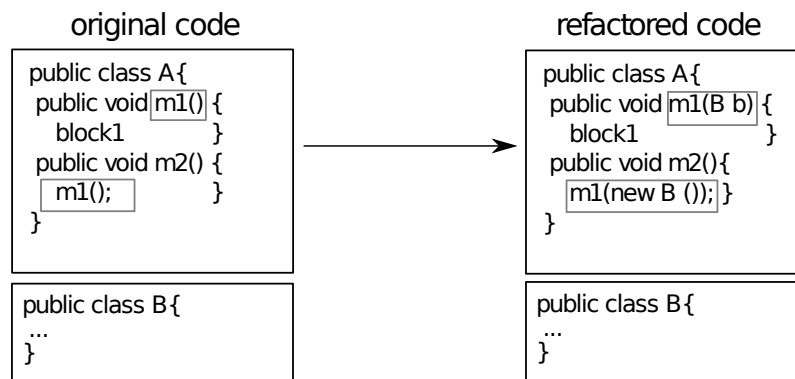 original code
public class A{
public void m1() {
block1 }
public void m2() {
m1(); }
}
public class B{
...
}
refactored code
public class A{
public void m1(B b) {
block1 }
public void m2(){
m1(new B ()); }
}
public class B{
...
}